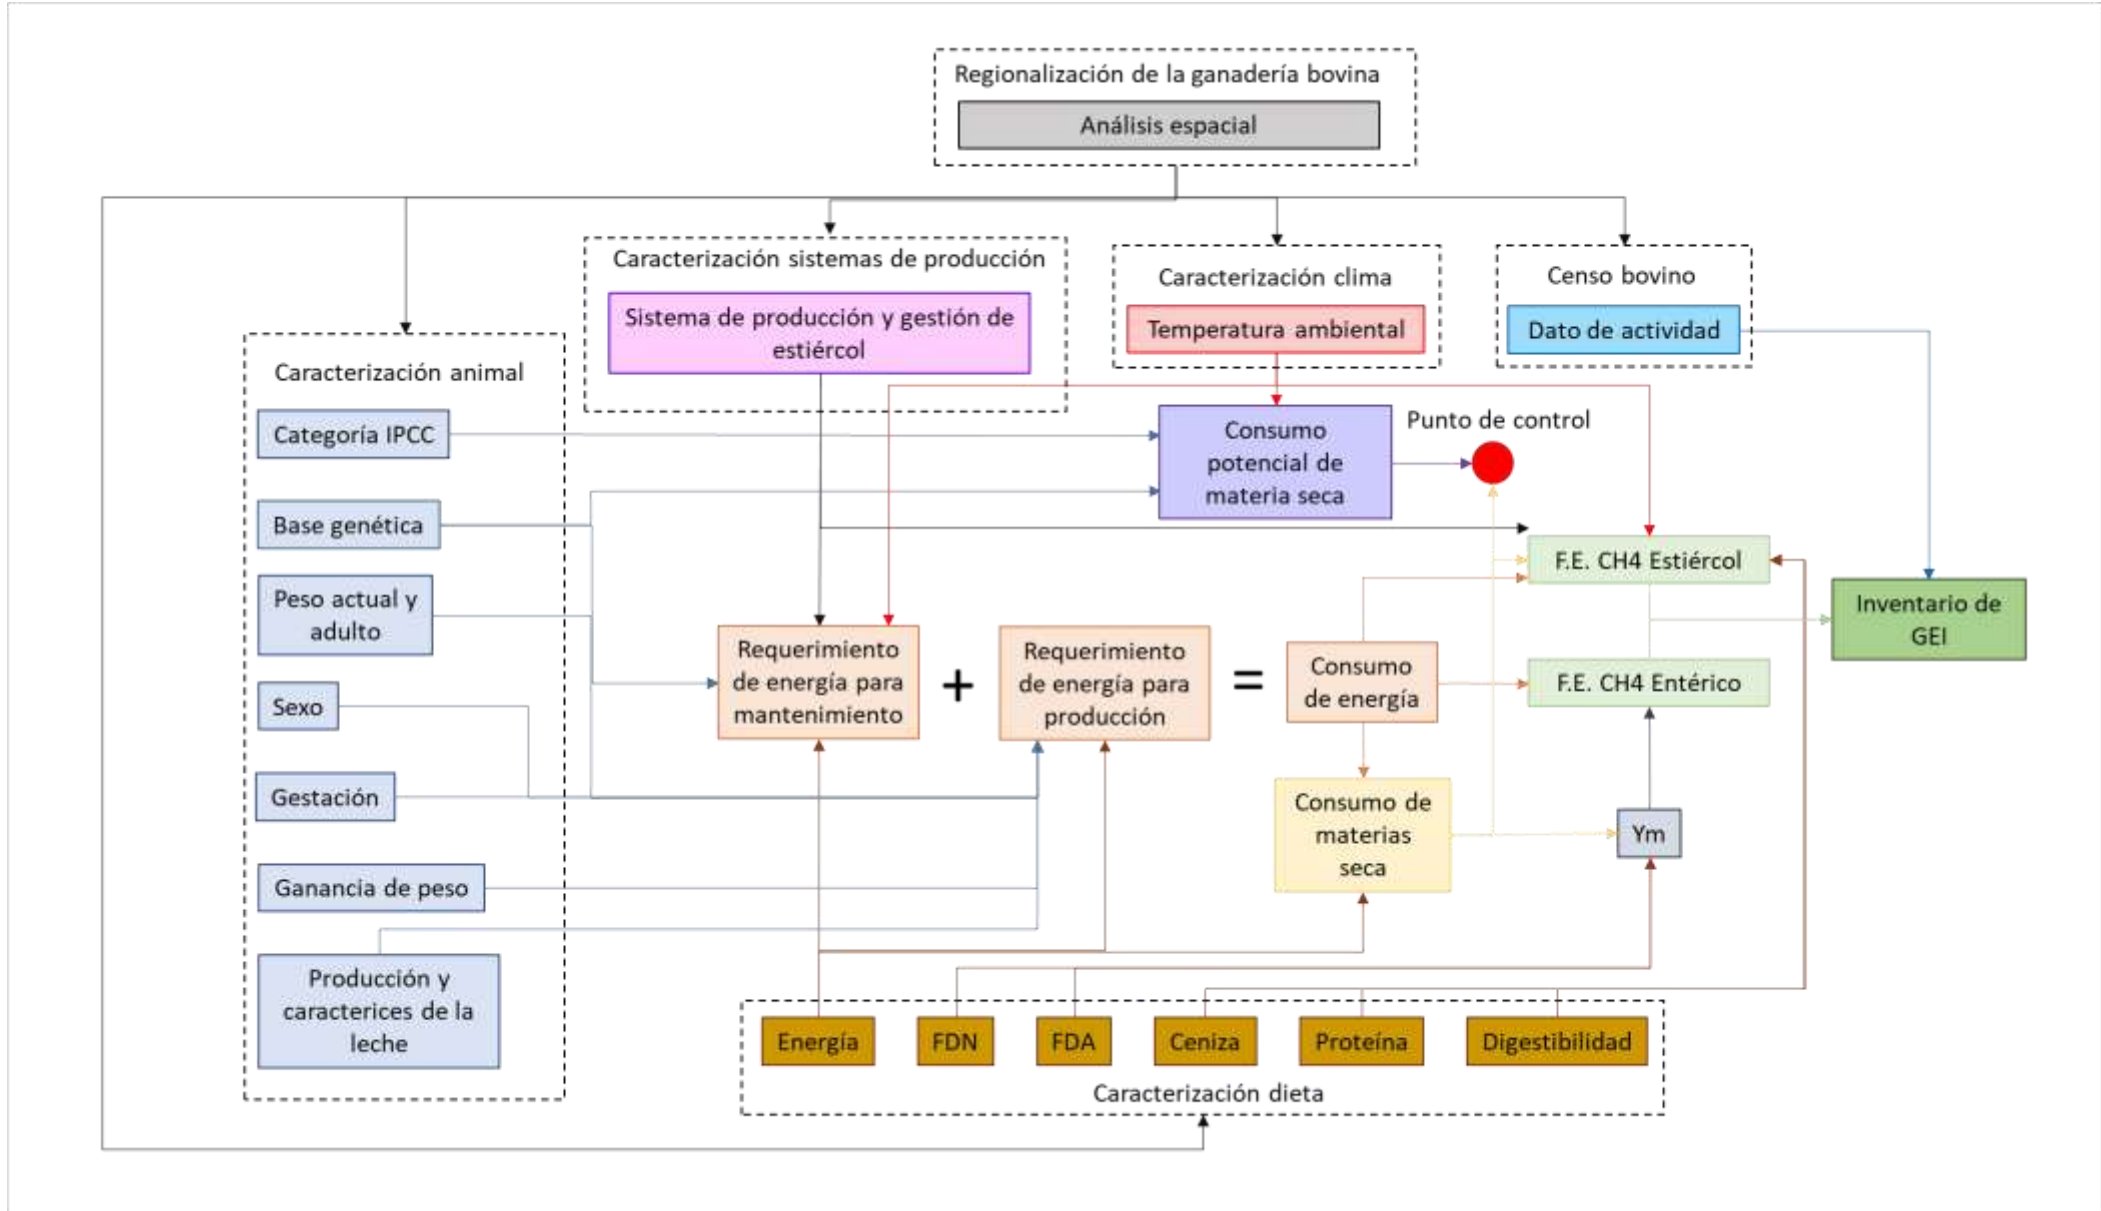 Regionalización de la ganadería bovina
Análisis espacial
Caracterización sistemas de producción
Sistema de producción y gestión de
estiércol
Caracterización clima
Temperatura ambiental
Censo bovino
Dato de actividad
Caracterización animal
Categoría IPCC
Base genética
Peso actual y
adulto
Sexo
Gestación
Ganancia de peso
Producción y
caracterices de la
leche
Consumo
potencial de
materia seca
Punto de control
Requerimiento
de energía para
mantenimiento
+
Requerimiento
de energía para
producción
=
Consumo
de energía
F.E. CH4 Estiércol
F.E. CH4 Entérico
Inventario de
GEI
Consumo de
materias
seca
Ym
Energía
FDN
FDA
Ceniza
Proteína
Digestibilidad
Caracterización dieta